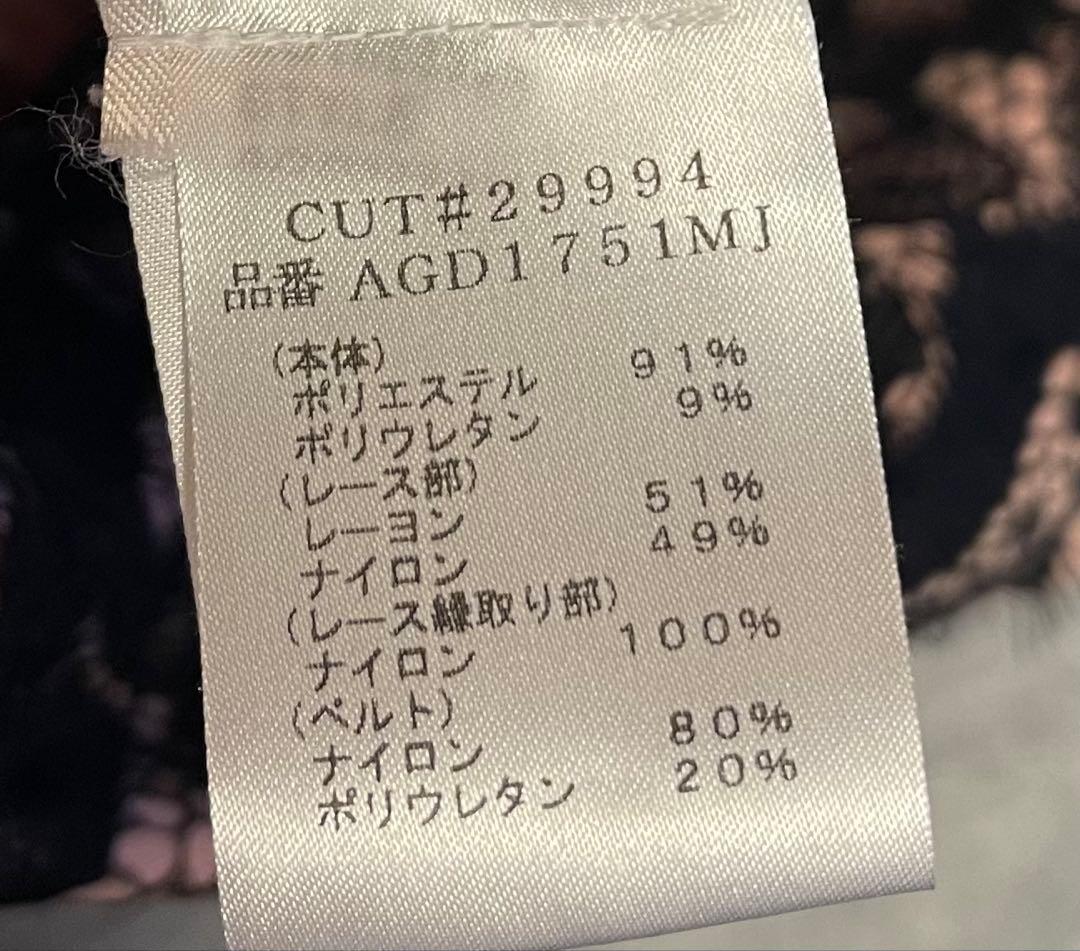 CUT#29994
品番 AGD1751MJ
(本体)
ポリエステル 91%
ポリウレタン 9%
(レース部)
レーヨン 51%
ナイロン 49%
(レース縁取り部)
ナイロン 100%
(ベルト)
ナイロン 80%
ポリウレタン 20%